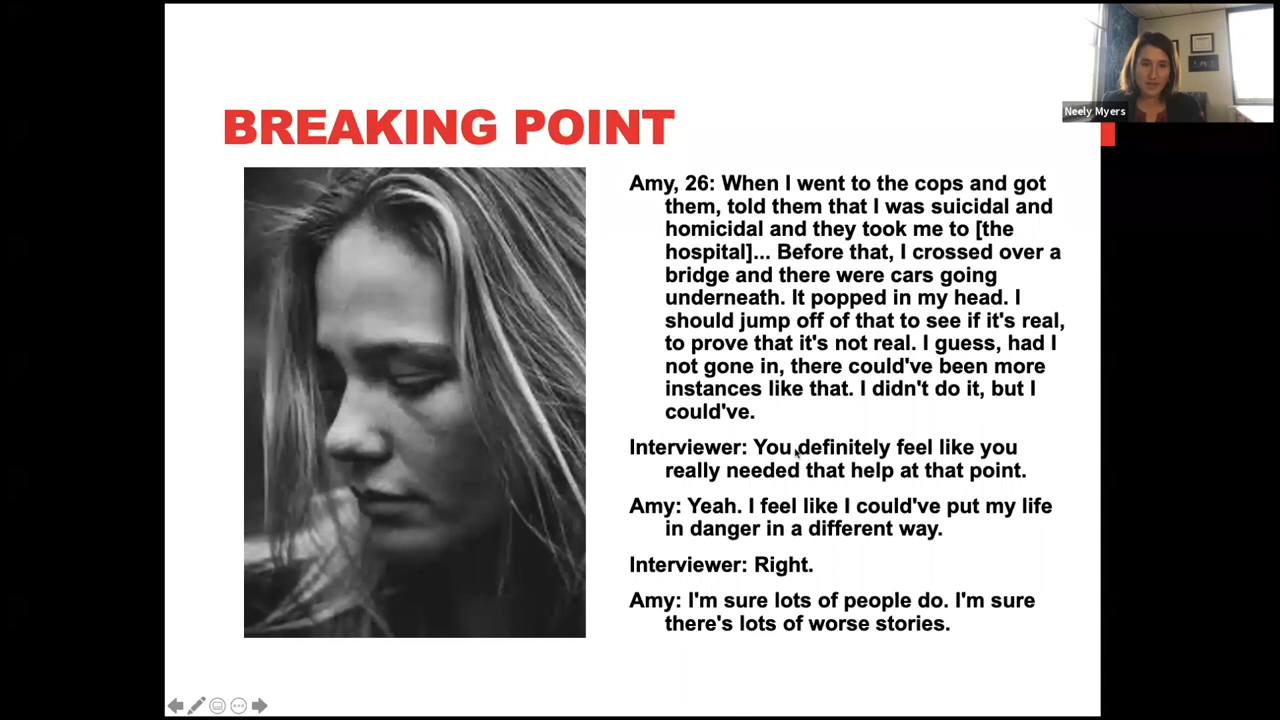 Neely Myers
BREAKING POINT
Amy, 26: When I went to the cops and got
them, told them that I was suicidal and
homicidal and they took me to [the
hospital]... Before that, I crossed over a
bridge and there were cars going
underneath. It popped in my head. I
should jump off of that to see if it's real,
to prove that it's not real. I guess, had I
not gone in, there could've been more
instances like that. I didn't do it, but I
could've.
Interviewer: You definitely feel like you
really needed that help at that point.
Amy: Yeah. I feel like I could've put my life
in danger in a different way.
Interviewer: Right.
Amy: I'm sure lots of people do. I'm sure
there's lots of worse stories.